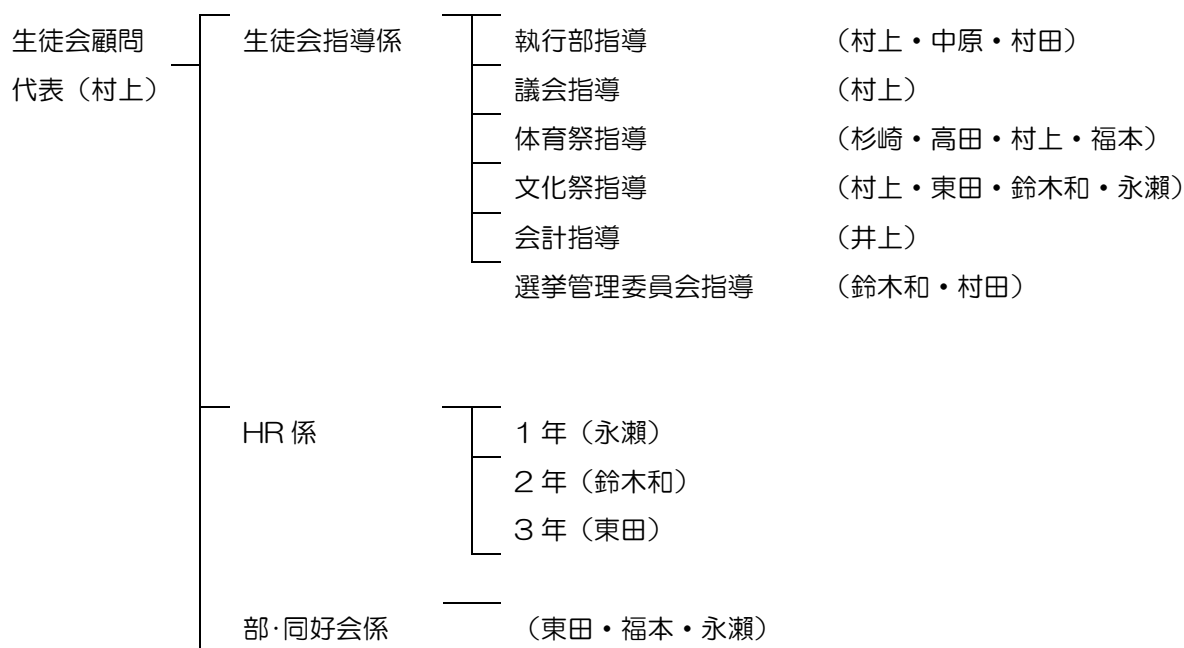 生徒会顧問 生徒会指導係 執行部指導 （村上・中原・村田）
代表（村上） 議会指導 （村上）
体育祭指導 （杉崎・高田・村上・福本）
文化祭指導 （村上・東田・鈴木和・永瀬）
会計指導 （井上）
選挙管理委員会指導 （鈴木和・村田）
HR 係 1 年（永瀬）
2 年（鈴木和）
3 年（東田）
部･同好会係 （東田・福本・永瀬）